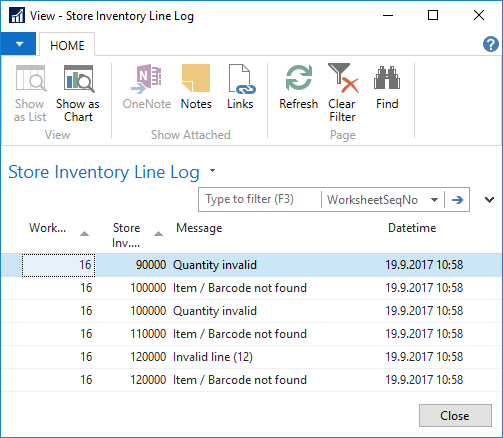 View - Store Inventory Line Log
HOME
Show as List
Show as Chart
OneNote
Notes
Links
Refresh
Clear Filter
Find
View
Show Attached
Page
Store Inventory Line Log
Type to filter (F3)
WorksheetSeqNo
Work... Store Inv.... Message Datetime
16 90000 Quantity invalid 19.9.2017 10:58
16 100000 Item / Barcode not found 19.9.2017 10:58
16 100000 Quantity invalid 19.9.2017 10:58
16 110000 Item / Barcode not found 19.9.2017 10:58
16 120000 Invalid line (12) 19.9.2017 10:58
16 120000 Item / Barcode not found 19.9.2017 10:58
Close